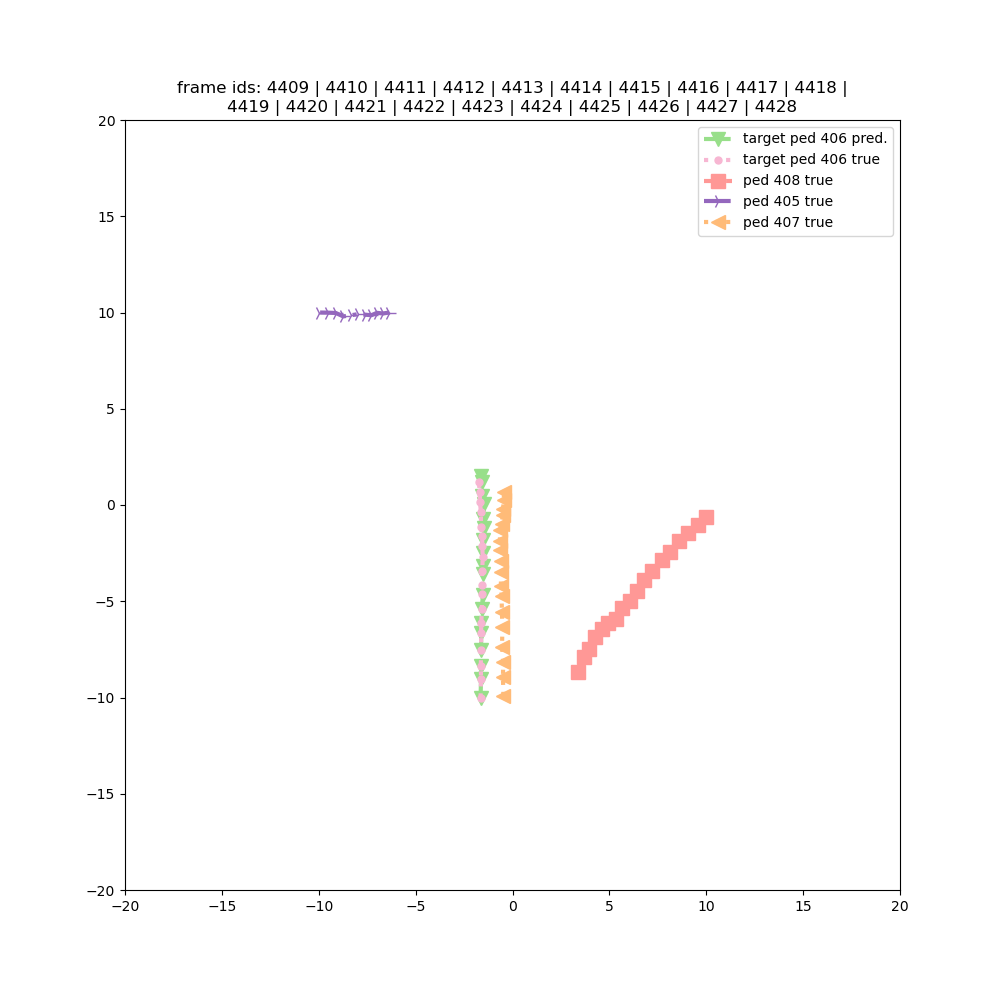 frame ids: 4409 | 4410 | 4411 | 4412 | 4413 | 4414 | 4415 | 4416 | 4417 | 4418 |
4419 | 4420 | 4421 | 4422 | 4423 | 4424 | 4425 | 4426 | 4427 | 4428
target ped 406 pred.
target ped 406 true
ped 408 true
ped 405 true
ped 407 true
20
15
10
5
0
−5
−10
−15
−20
−20 −15 −10 −5 0 5 10 15 20